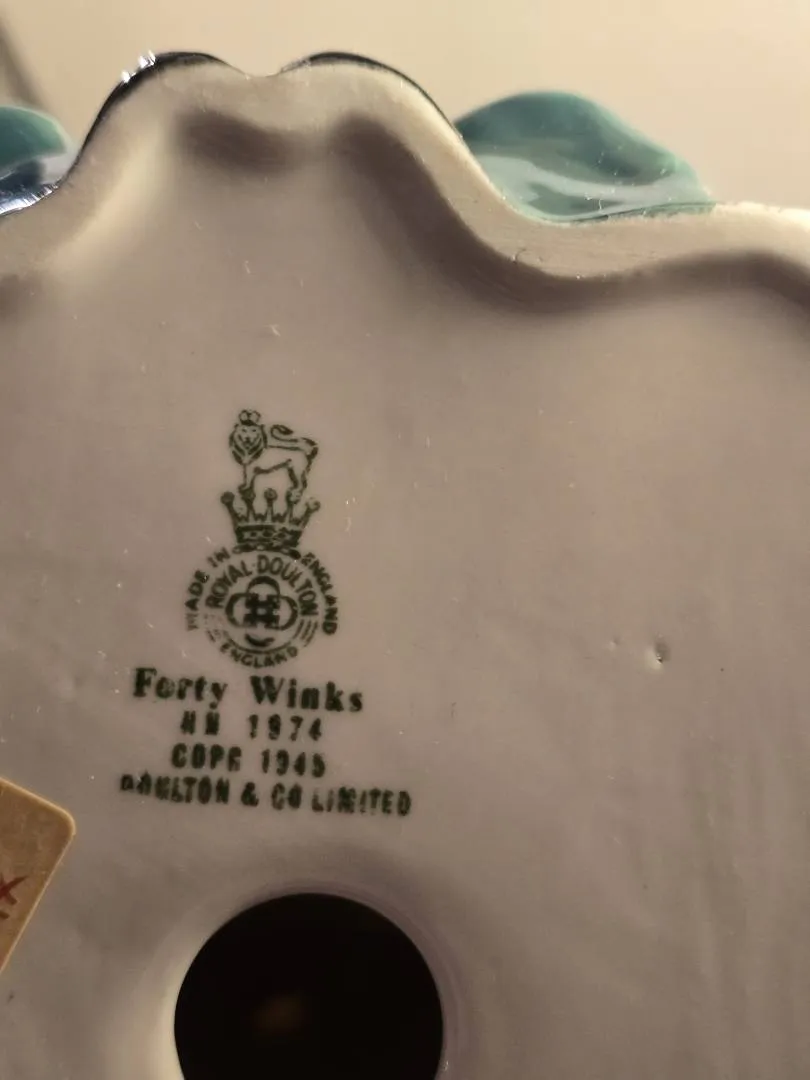 MADE IN ENGLAND
ROYAL·DOULTON
ENGLAND
Forty Winks
HN 1974
COPR 1945
DOULTON & CO LIMITED